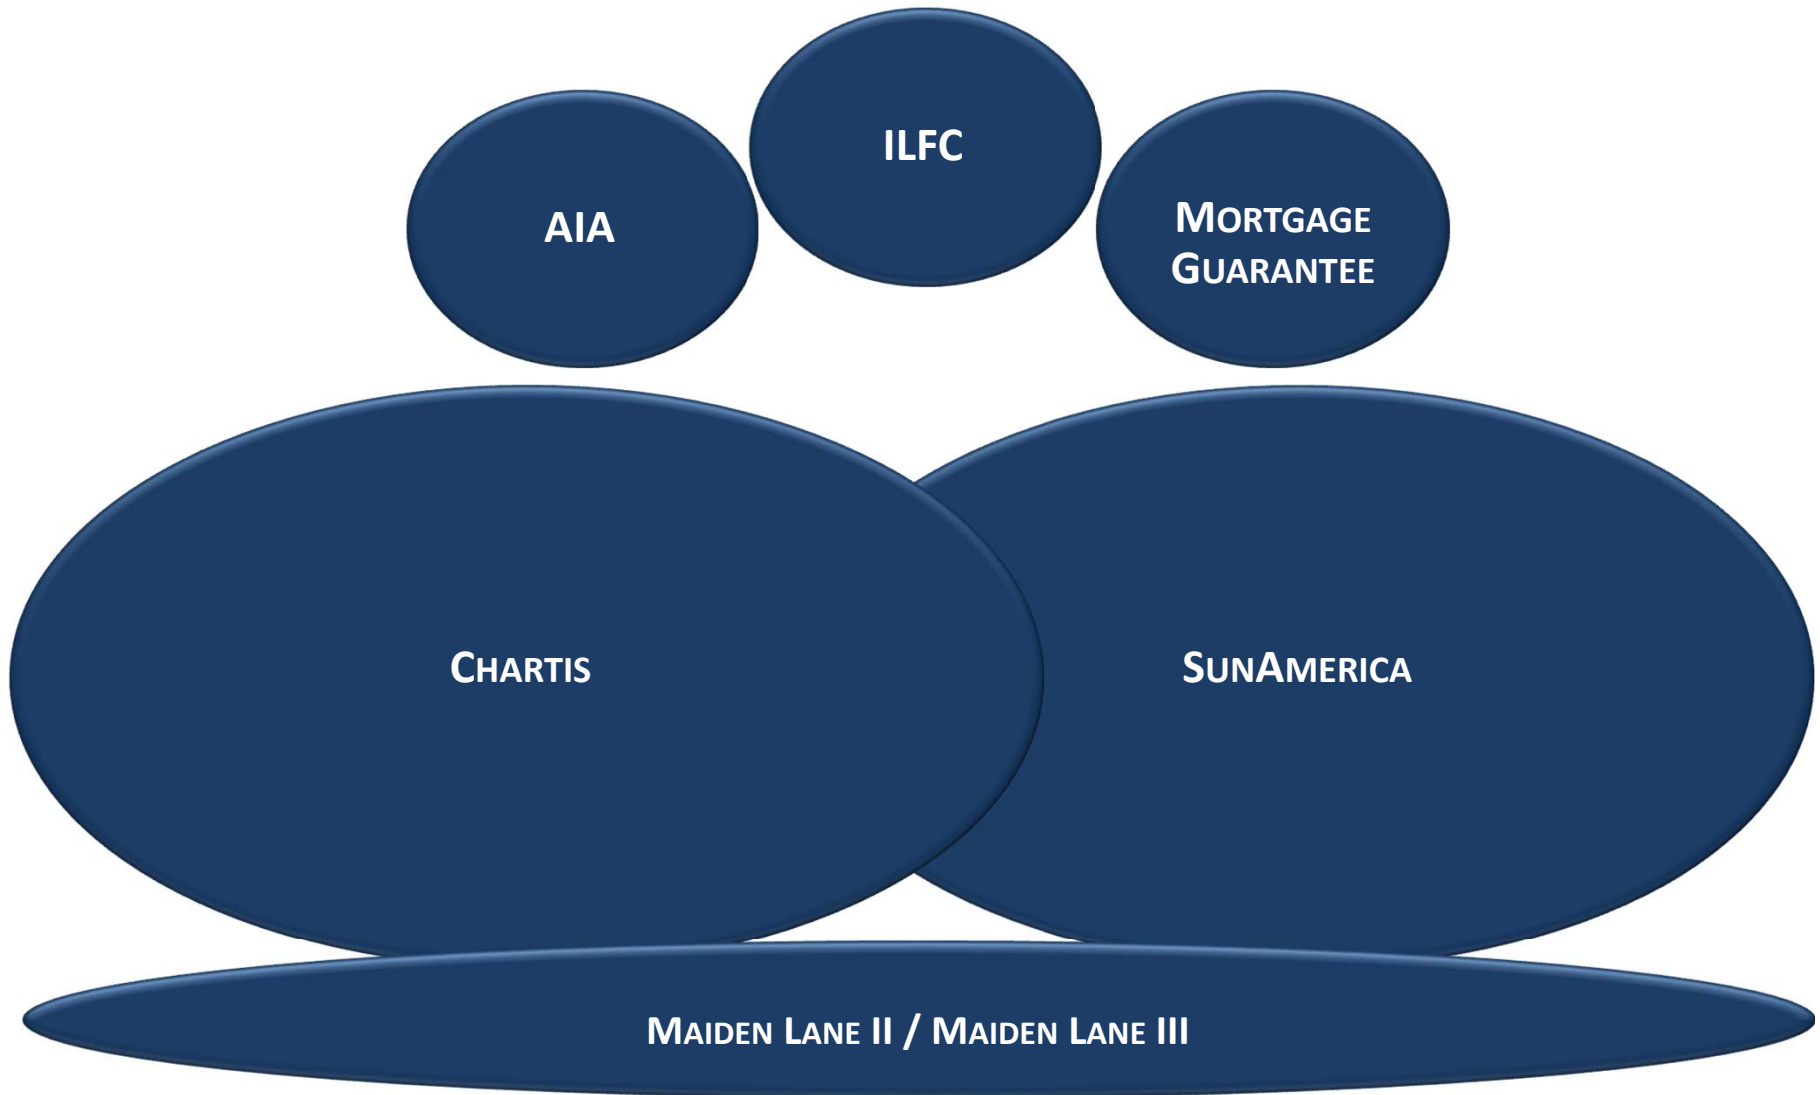 ILFC
AIA
MORTGAGE
GUARANTEE
CHARTIS
SUNAMERICA
MAIDEN LANE II / MAIDEN LANE III